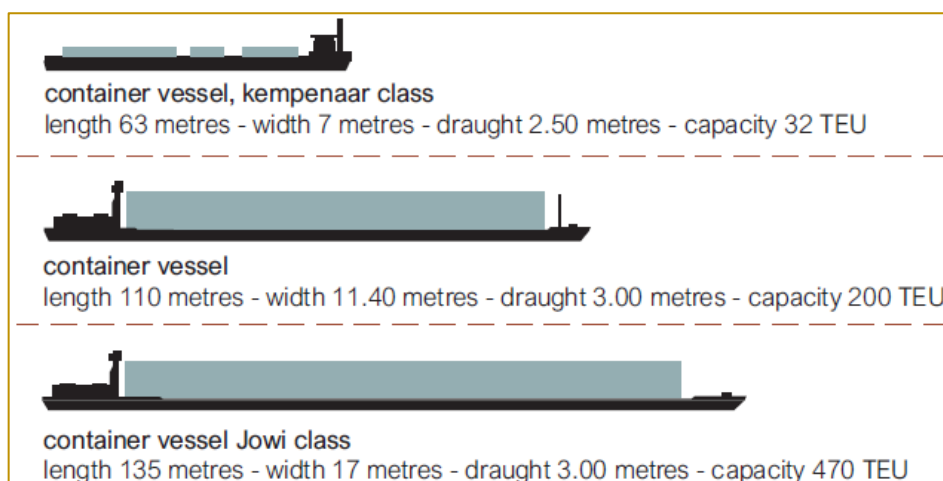 container vessel, kempenaar class
length 63 metres - width 7 metres - draught 2.50 metres - capacity 32 TEU
container vessel
length 110 metres - width 11.40 metres - draught 3.00 metres - capacity 200 TEU
container vessel Jowi class
length 135 metres - width 17 metres - draught 3.00 metres - capacity 470 TEU